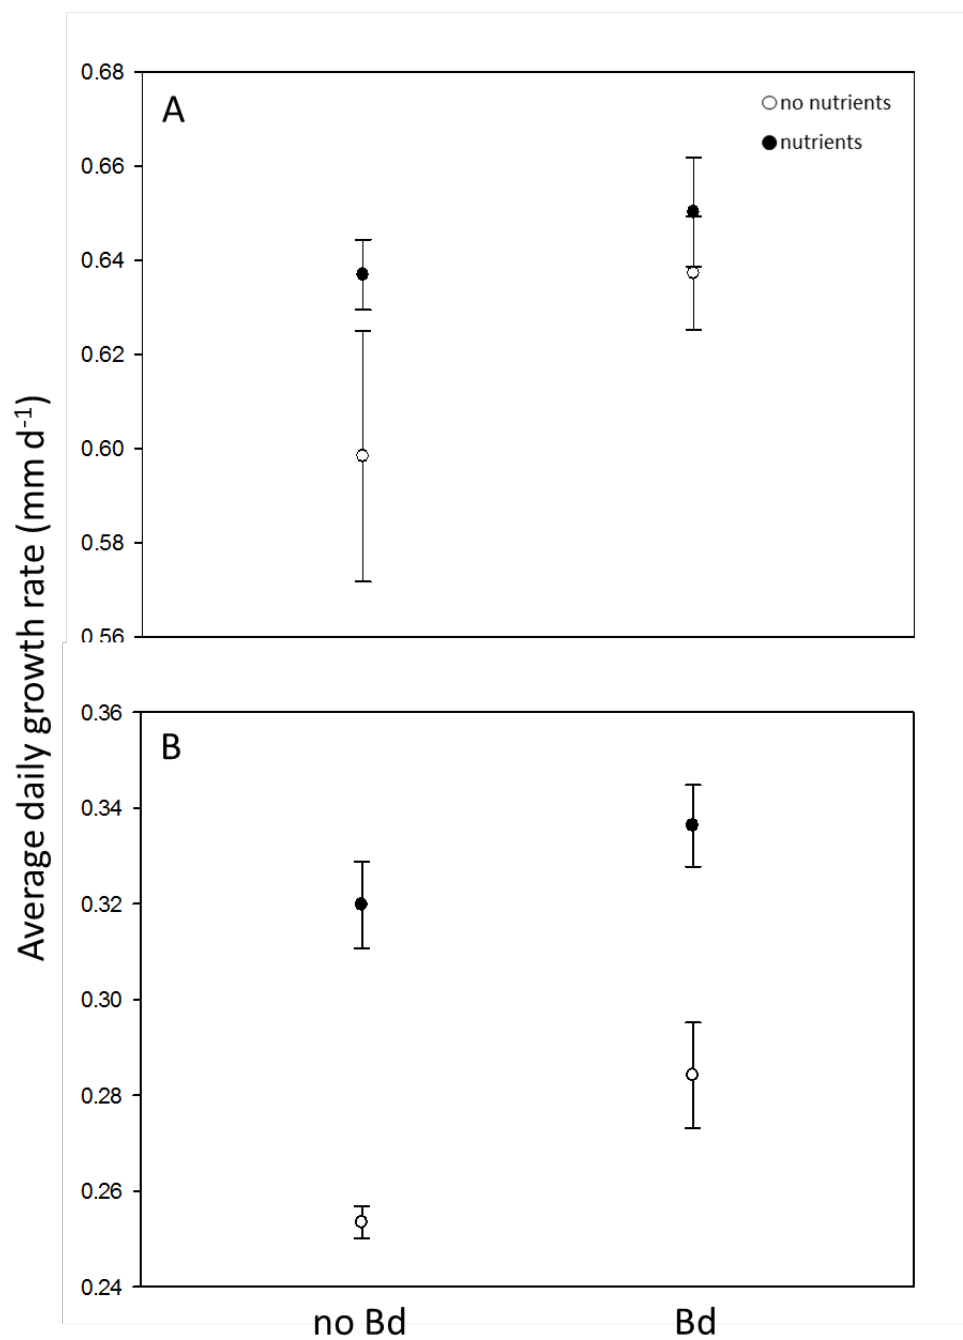 Average daily growth rate (mm d⁻¹)
A
no nutrients
nutrients
0.68
0.66
0.64
0.62
0.60
0.58
0.56
B
0.36
0.34
0.32
0.30
0.28
0.26
0.24
no Bd
Bd